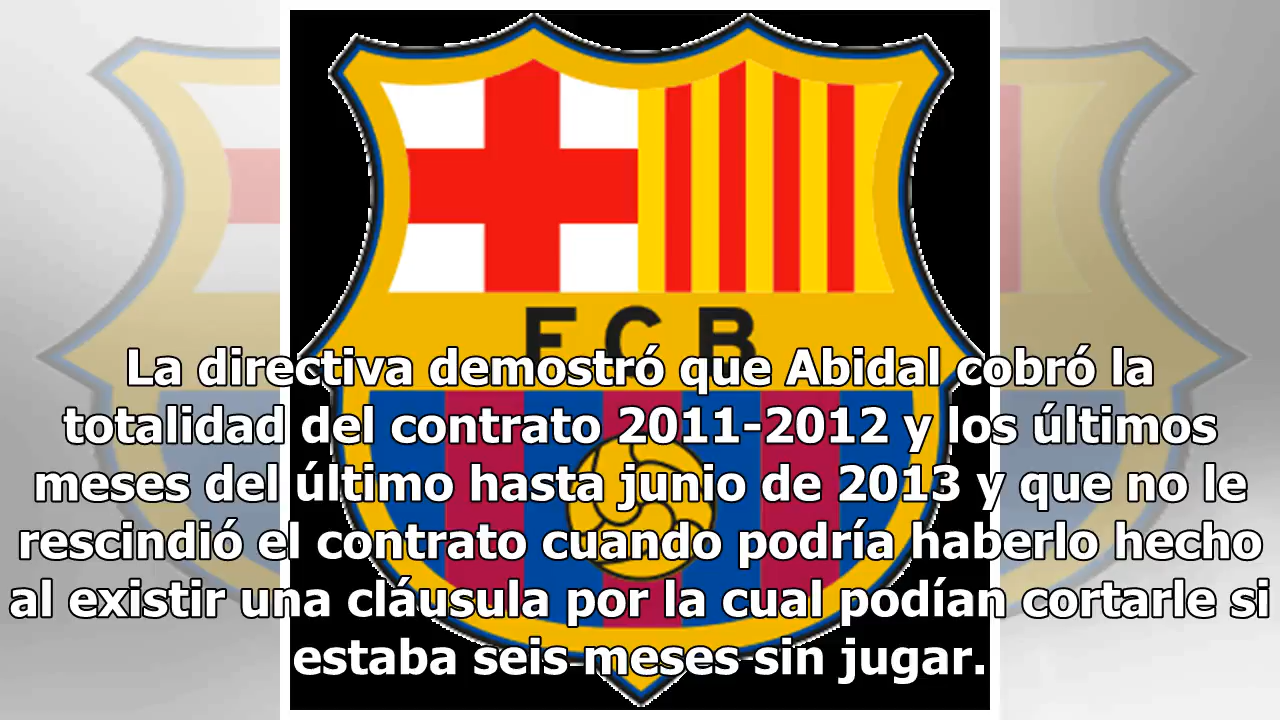 F C B
La directiva demostró que Abidal cobró la
totalidad del contrato 2011-2012 y los últimos
meses del último hasta junio de 2013 y que no le
rescindió el contrato cuando podría haberlo hecho
al existir una cláusula por la cual podían cortarle si
estaba seis meses sin jugar.